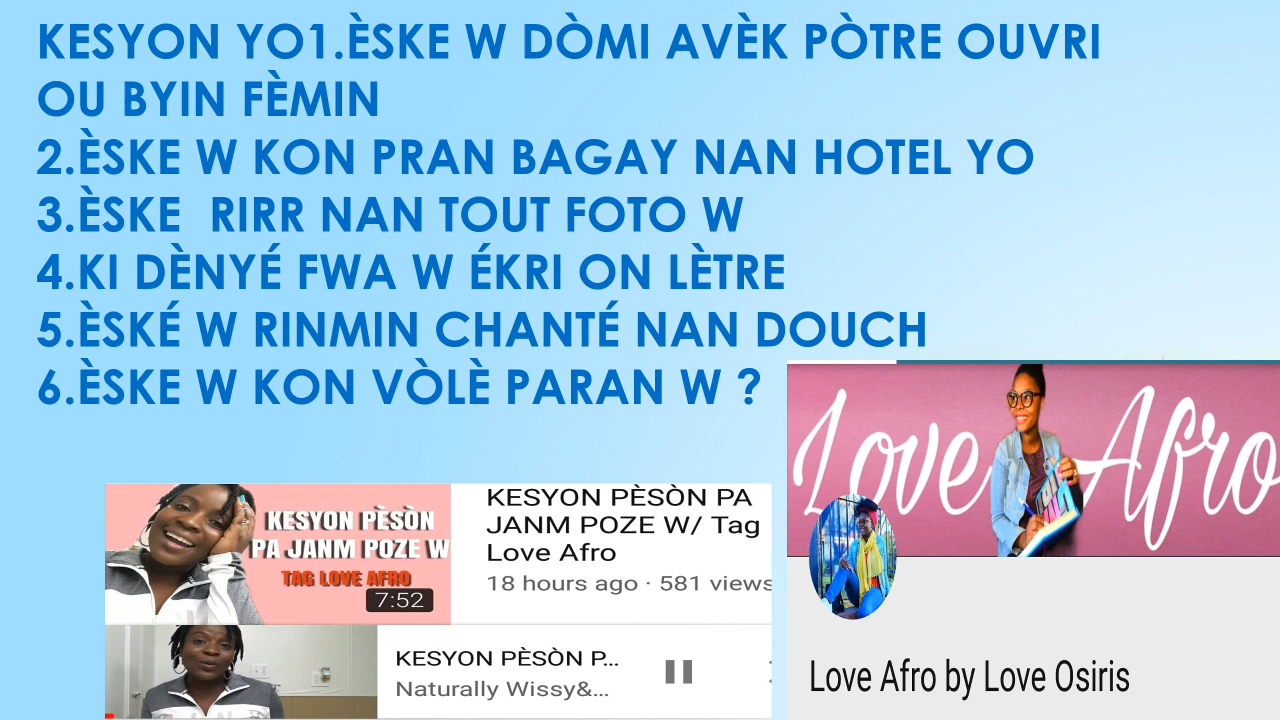 KESYON YO1.ÈSKE W DÒMI AVÈK PÒTRE OUVRI
OU BYIN FÈMIN
2.ÈSKE W KON PRAN BAGAY NAN HOTEL YO
3.ÈSKE  RIRR NAN TOUT FOTO W
4.KI DÈNYÉ FWA W ÉKRI ON LÈTRE
5.ÈSKÉ W RINMIN CHANTÉ NAN DOUCH
6.ÈSKE W KON VÒLÈ PARAN W ?
Love Afro
KESYON PÈSÒN
PA JANM POZE W
TAG LOVE AFRO
7:52
KESYON PÈSÒN PA
JANM POZE W/ Tag
Love Afro
18 hours ago · 581 views
KESYON PÈSÒN P...
Naturally Wissy&...
Love Afro by Love Osiris